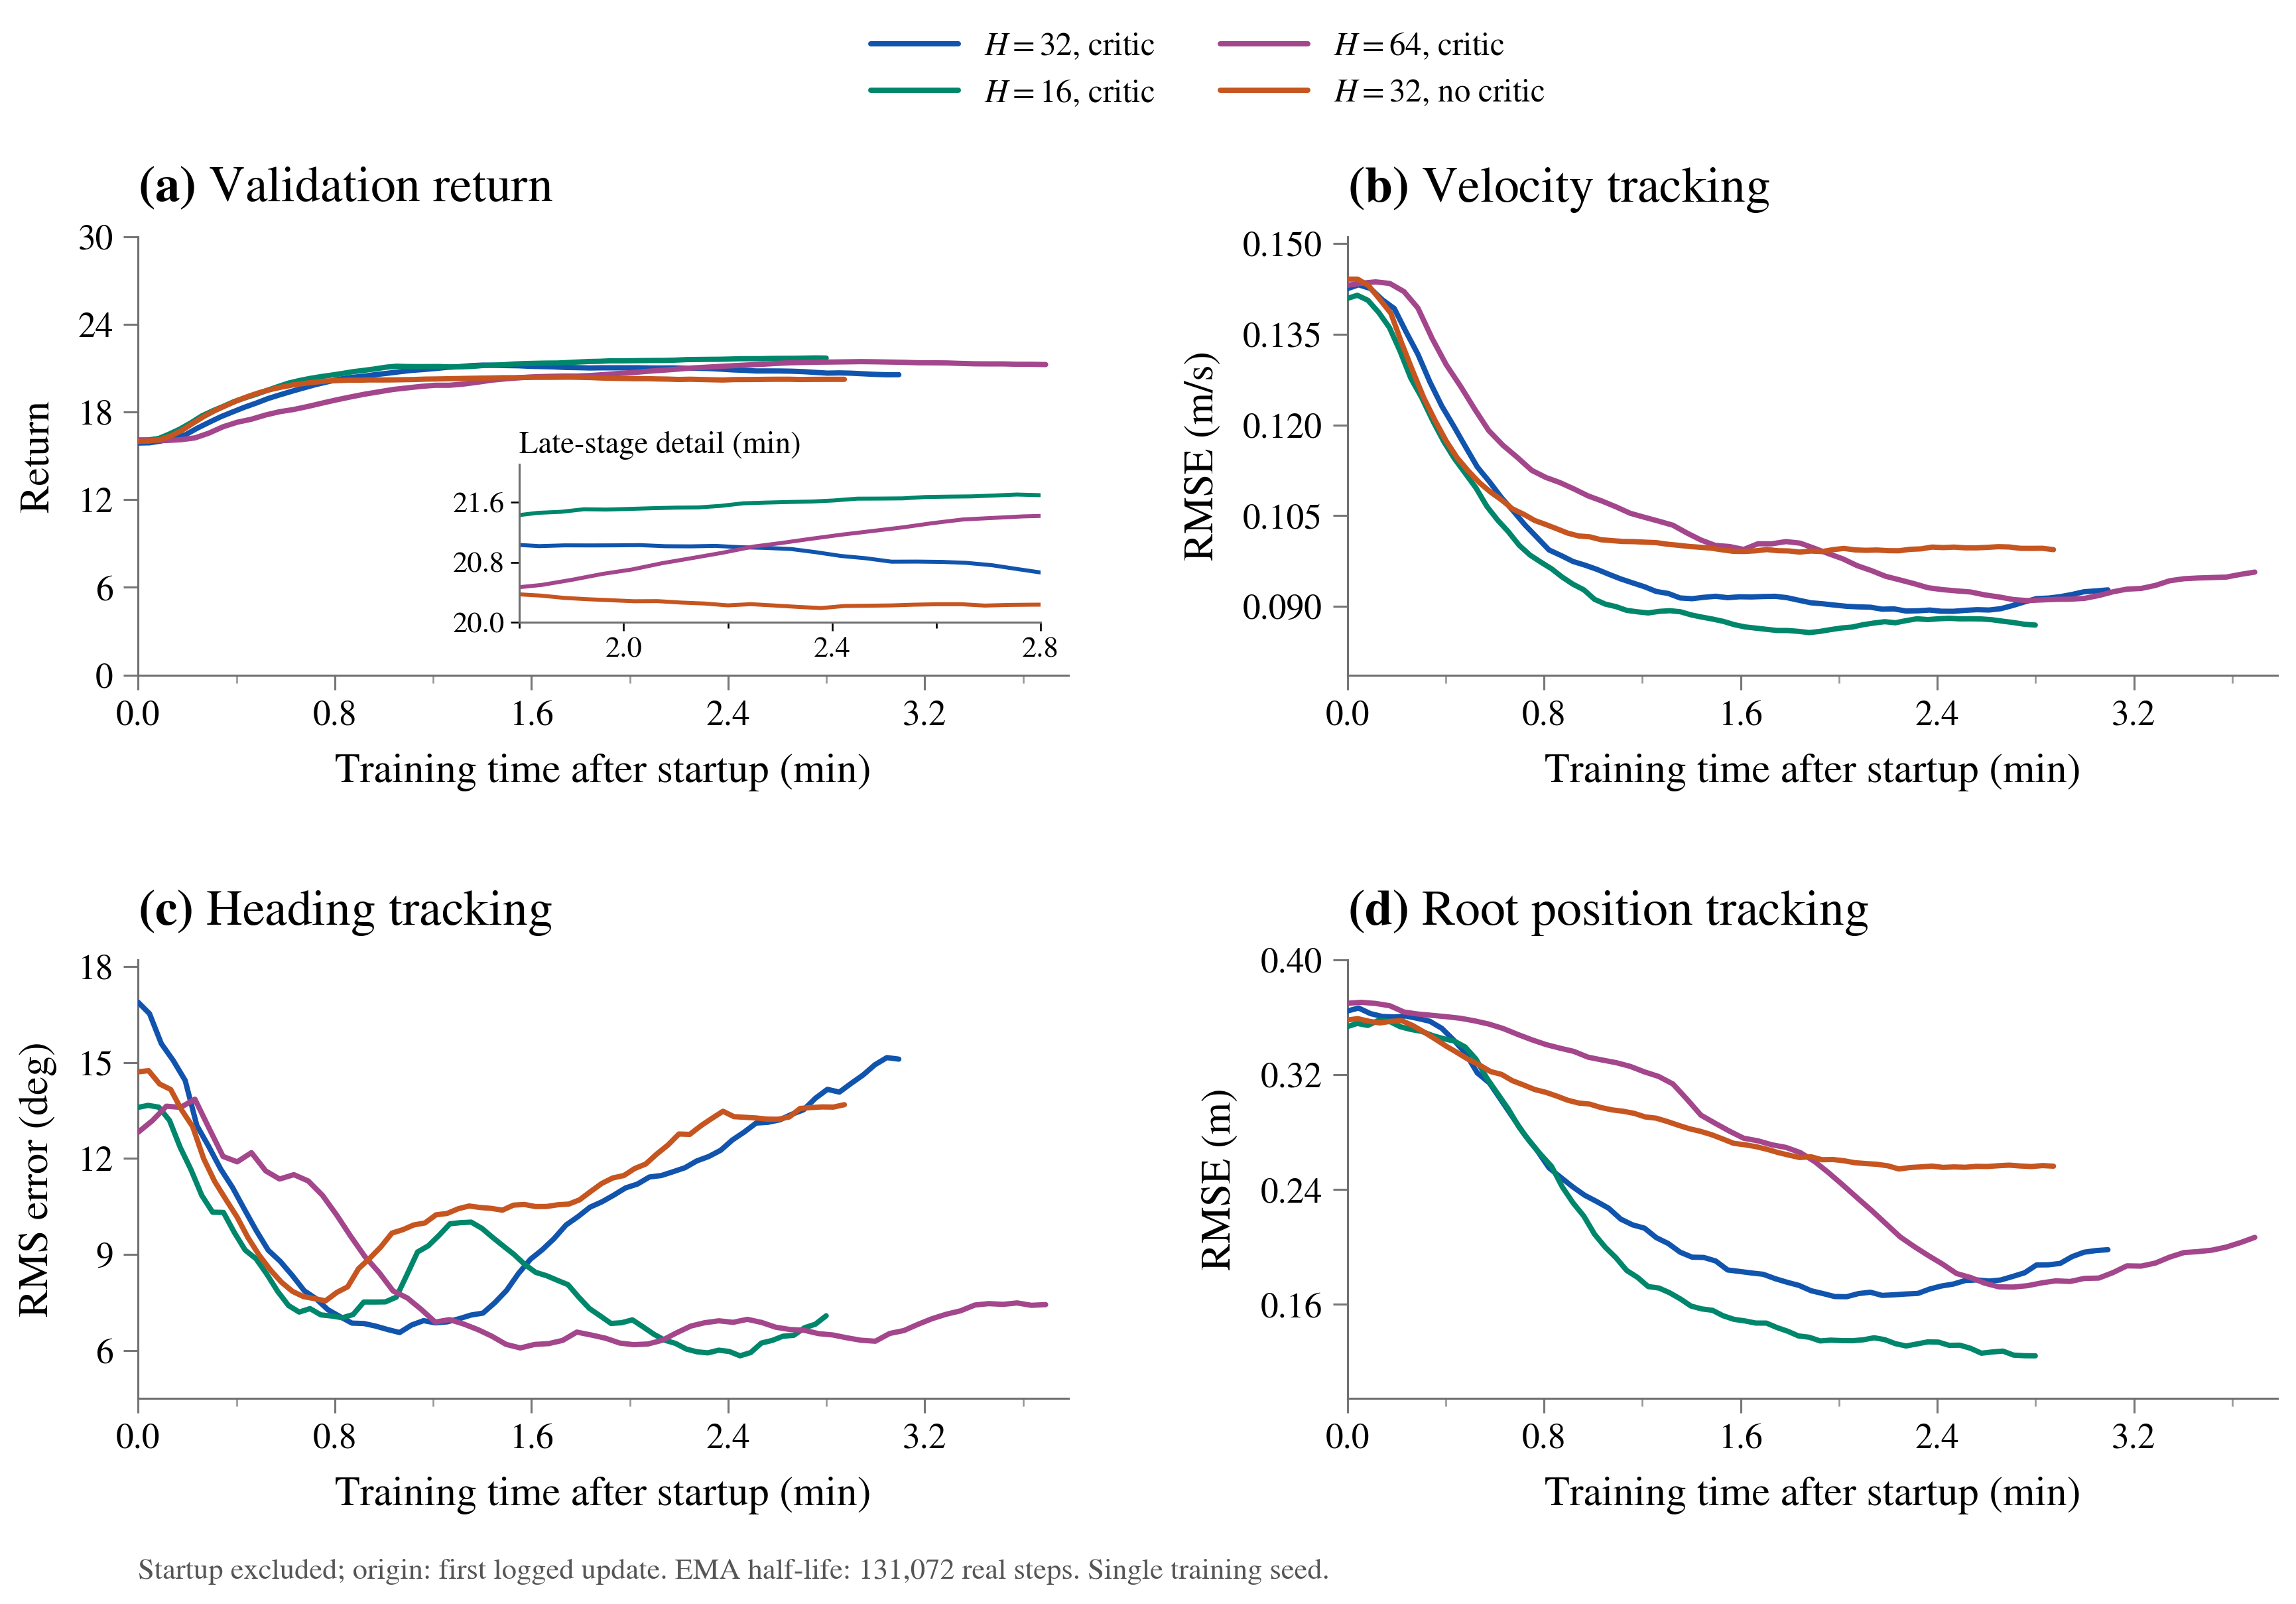 H = 32, critic
H = 64, critic
H = 16, critic
H = 32, no critic
(a) Validation return
30
24
18
12
6
0
Return
Late-stage detail (min)
21.6
20.8
20.0
2.0 2.4 2.8
0.0 0.8 1.6 2.4 3.2
Training time after startup (min)
(b) Velocity tracking
0.150
0.135
0.120
0.105
0.090
RMSE (m/s)
0.0 0.8 1.6 2.4 3.2
Training time after startup (min)
(c) Heading tracking
18
15
12
9
6
RMS error (deg)
0.0 0.8 1.6 2.4 3.2
Training time after startup (min)
(d) Root position tracking
0.40
0.32
0.24
0.16
RMSE (m)
0.0 0.8 1.6 2.4 3.2
Training time after startup (min)
Startup excluded; origin: first logged update. EMA half-life: 131,072 real steps. Single training seed.